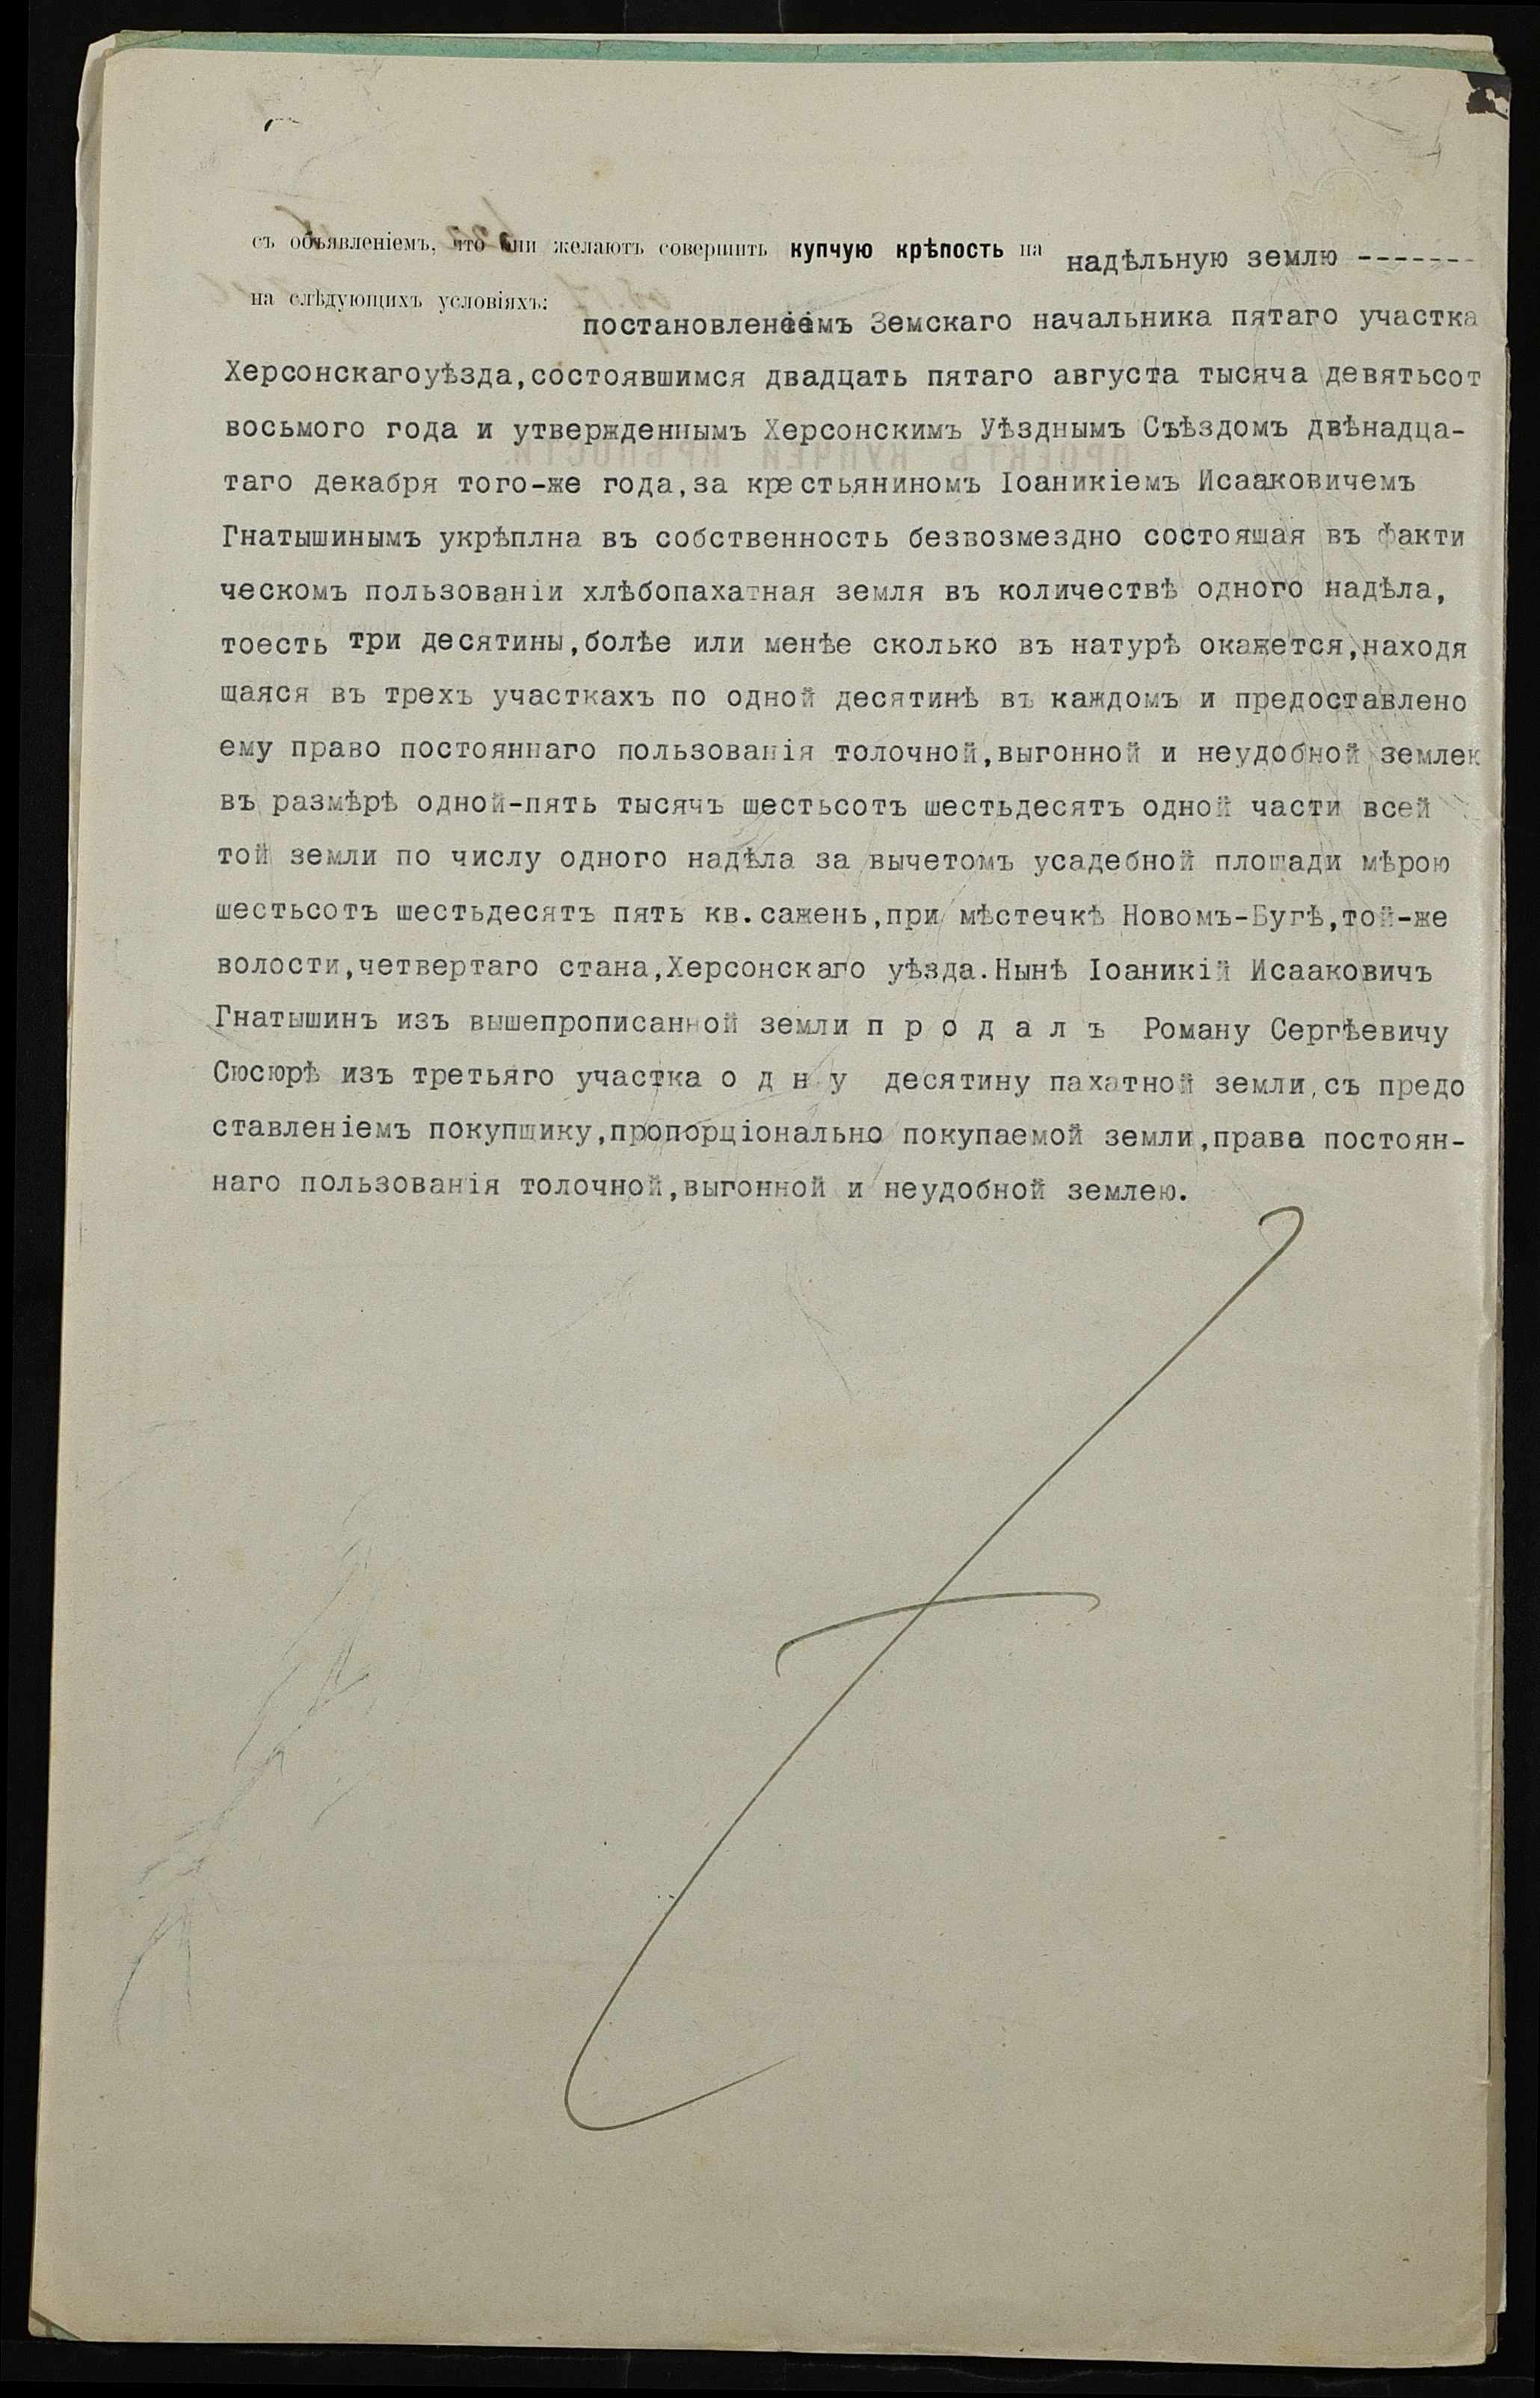 съ объявленіемъ, что они желаютъ совершить купчую крѣпость на надѣльную землю -------
на слѣдующихъ условіяхъ:
постановленіемъ Земскаго начальника пятаго участка
Херсонскагоуѣзда,состоявшимся двадцать пятаго августа тысяча девятьсот
восьмого года и утвержденнымъ Херсонскимъ Уѣзднымъ Съѣздомъ двѣнадца-
таго декабря того-же года,за крестьяниномъ Іоаникіемъ Исааковичемъ
Гнатышинымъ укрѣплна въ собственность безвозмездно состояшая въ факти
ческомъ пользованіи хлѣбопахатная земля въ количествѣ одного надѣла,
тоесть три десятины,болѣе или менѣе сколько въ натурѣ окажется,находя
щаяся въ трехъ участкахъ по одной десятинѣ въ каждомъ и предоставлено
ему право постояннаго пользованія толочной,выгонной и неудобной землею
въ размѣрѣ одной-пять тысячъ шестьсотъ шестьдесятъ одной части всей
той земли по числу одного надѣла за вычетомъ усадебной площади мѣрою
шестьсотъ шестьдесятъ пять кв.сажень,при мѣстечкѣ Новомъ-Бугѣ,той-же
волости,четвертаго стана,Херсонскаго уѣзда.Нынѣ Іоаникій Исааковичъ
Гнатышинъ изъ вышепрописанной земли п р о д а л ъ Роману Сергѣевичу
Сюсюрѣ изъ третьяго участка о д н у десятину пахатной земли,съ предо
ставленіемъ покупщику,пропорціонально покупаемой земли,права постоян-
наго пользованія толочной,выгонной и неудобной землею.